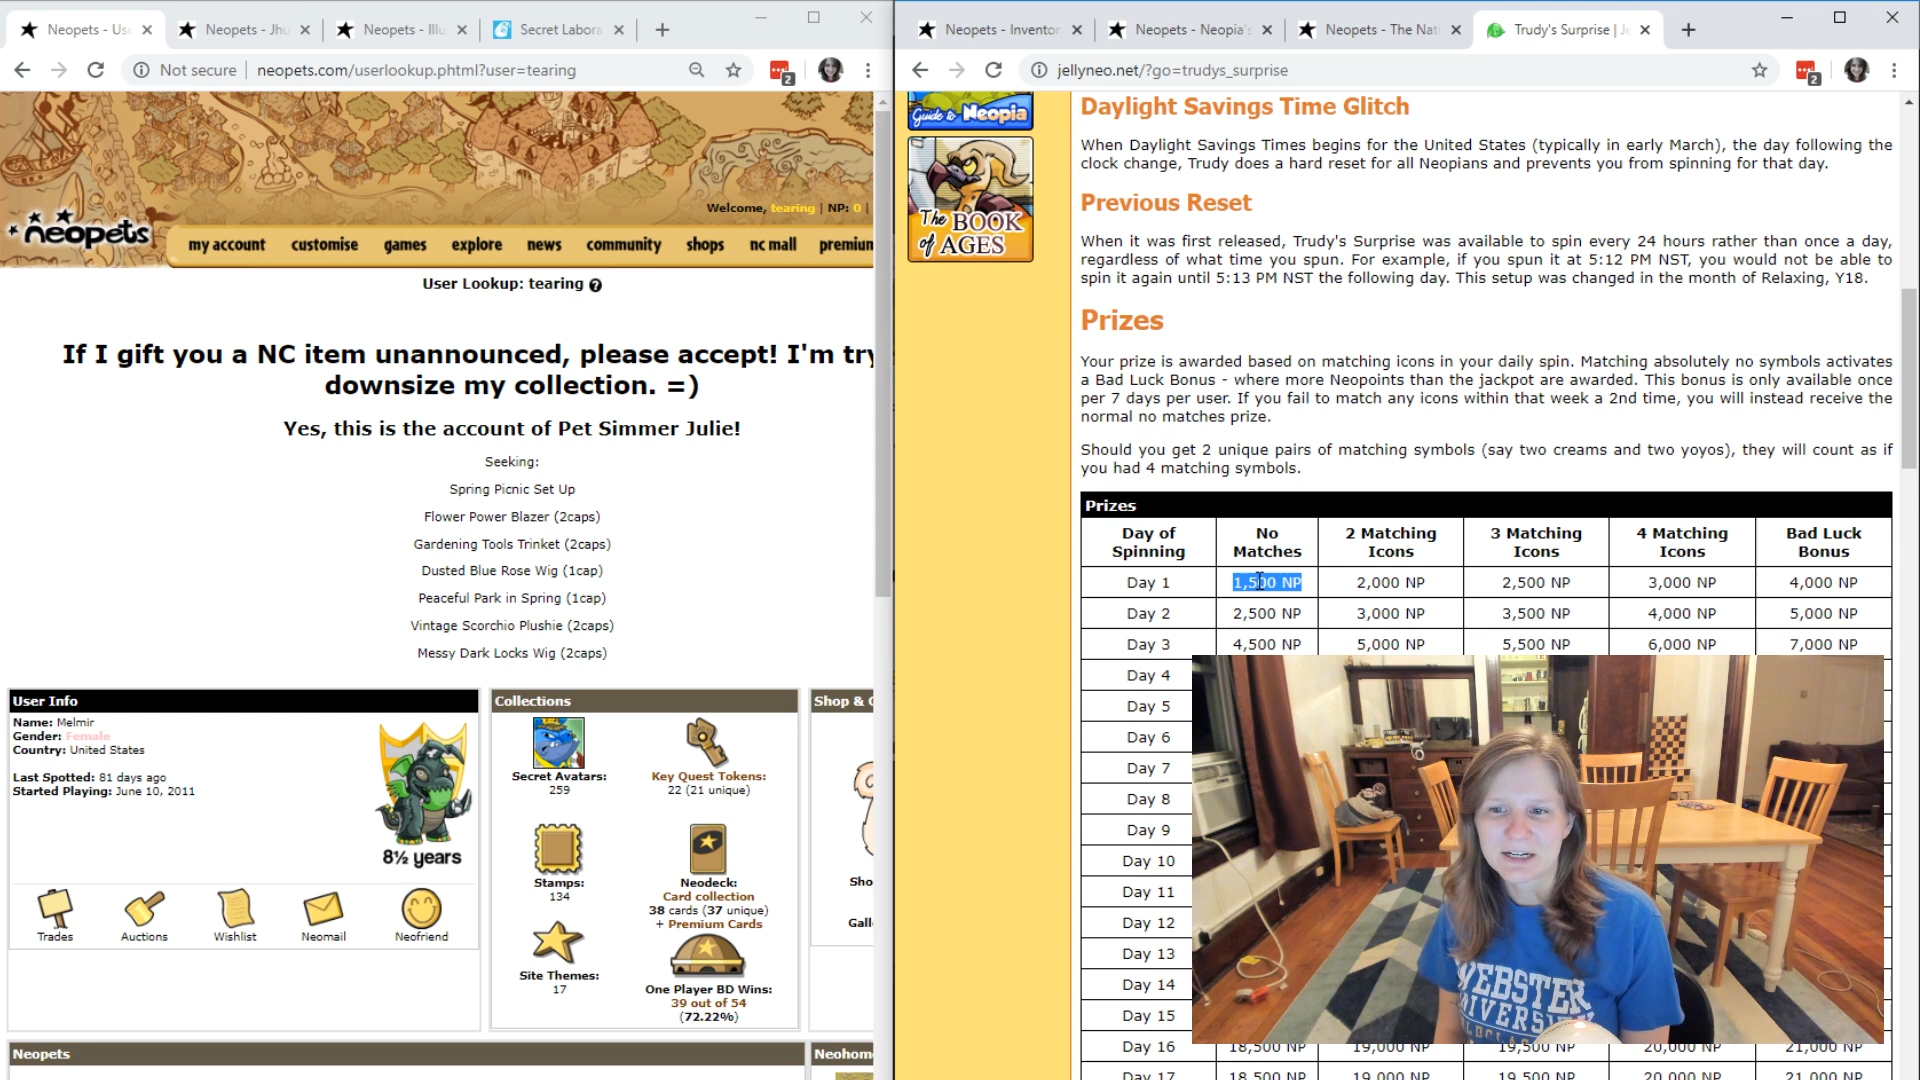 Neopets - Us
Neopets - Jh
Neopets - Illu
Secret Labora
Not secure
neopets.com/userlookup.phtml?user=tearing
2
Welcome, tearing | NP: 0 |
neopets
my account
customise
games
explore
news
community
shops
nc mall
premium
User Lookup: tearing
If I gift you a NC item unannounced, please accept! I'm try
downsize my collection. =)
Yes, this is the account of Pet Simmer Julie!
Seeking:
Spring Picnic Set Up
Flower Power Blazer (2caps)
Gardening Tools Trinket (2caps)
Dusted Blue Rose Wig (1cap)
Peaceful Park in Spring (1cap)
Vintage Scorchio Plushie (2caps)
Messy Dark Locks Wig (2caps)
User Info
Name: Melmir
Gender: Female
Country: United States
Last Spotted: 81 days ago
Started Playing: June 10, 2011
8½ years
Trades
Auctions
Wishlist
Neomail
Neofriend
Collections
Secret Avatars:
259
Key Quest Tokens:
22 (21 unique)
Stamps:
134
Neodeck:
Card collection
38 cards (37 unique)
+ Premium Cards
Site Themes:
17
One Player BD Wins:
39 out of 54
(72.22%)
Shop & G
Sho
Gall
Neopets
Neohom
Neopets - Inventor
Neopets - Neopia's
Neopets - The Nati
Trudy's Surprise | Je
jellyneo.net/?go=trudys_surprise
2
Guide to Neopia
The BOOK
of AGES
Daylight Savings Time Glitch
When Daylight Savings Times begins for the United States (typically in early March), the day following the
clock change, Trudy does a hard reset for all Neopians and prevents you from spinning for that day.
Previous Reset
When it was first released, Trudy's Surprise was available to spin every 24 hours rather than once a day,
regardless of what time you spun. For example, if you spun it at 5:12 PM NST, you would not be able to
spin it again until 5:13 PM NST the following day. This setup was changed in the month of Relaxing, Y18.
Prizes
Your prize is awarded based on matching icons in your daily spin. Matching absolutely no symbols activates
a Bad Luck Bonus - where more Neopoints than the jackpot are awarded. This bonus is only available once
per 7 days per user. If you fail to match any icons within that week a 2nd time, you will instead receive the
normal no matches prize.
Should you get 2 unique pairs of matching symbols (say two creams and two yoyos), they will count as if
you had 4 matching symbols.
Prizes
Day of Spinning | No Matches | 2 Matching Icons | 3 Matching Icons | 4 Matching Icons | Bad Luck Bonus
Day 1 1,500 NP 2,000 NP 2,500 NP 3,000 NP 4,000 NP
Day 2 2,500 NP 3,000 NP 3,500 NP 4,000 NP 5,000 NP
Day 3 4,500 NP 5,000 NP 5,500 NP 6,000 NP 7,000 NP
Day 4
Day 5
Day 6
Day 7
Day 8
Day 9
Day 10
Day 11
Day 12
Day 13
Day 14
Day 15
Day 16 18,500 NP 19,000 NP 19,500 NP 20,000 NP 21,000 NP
Day 17 18,500 NP 19,000 NP 19,500 NP 20,000 NP 21,000 NP
WEBSTER